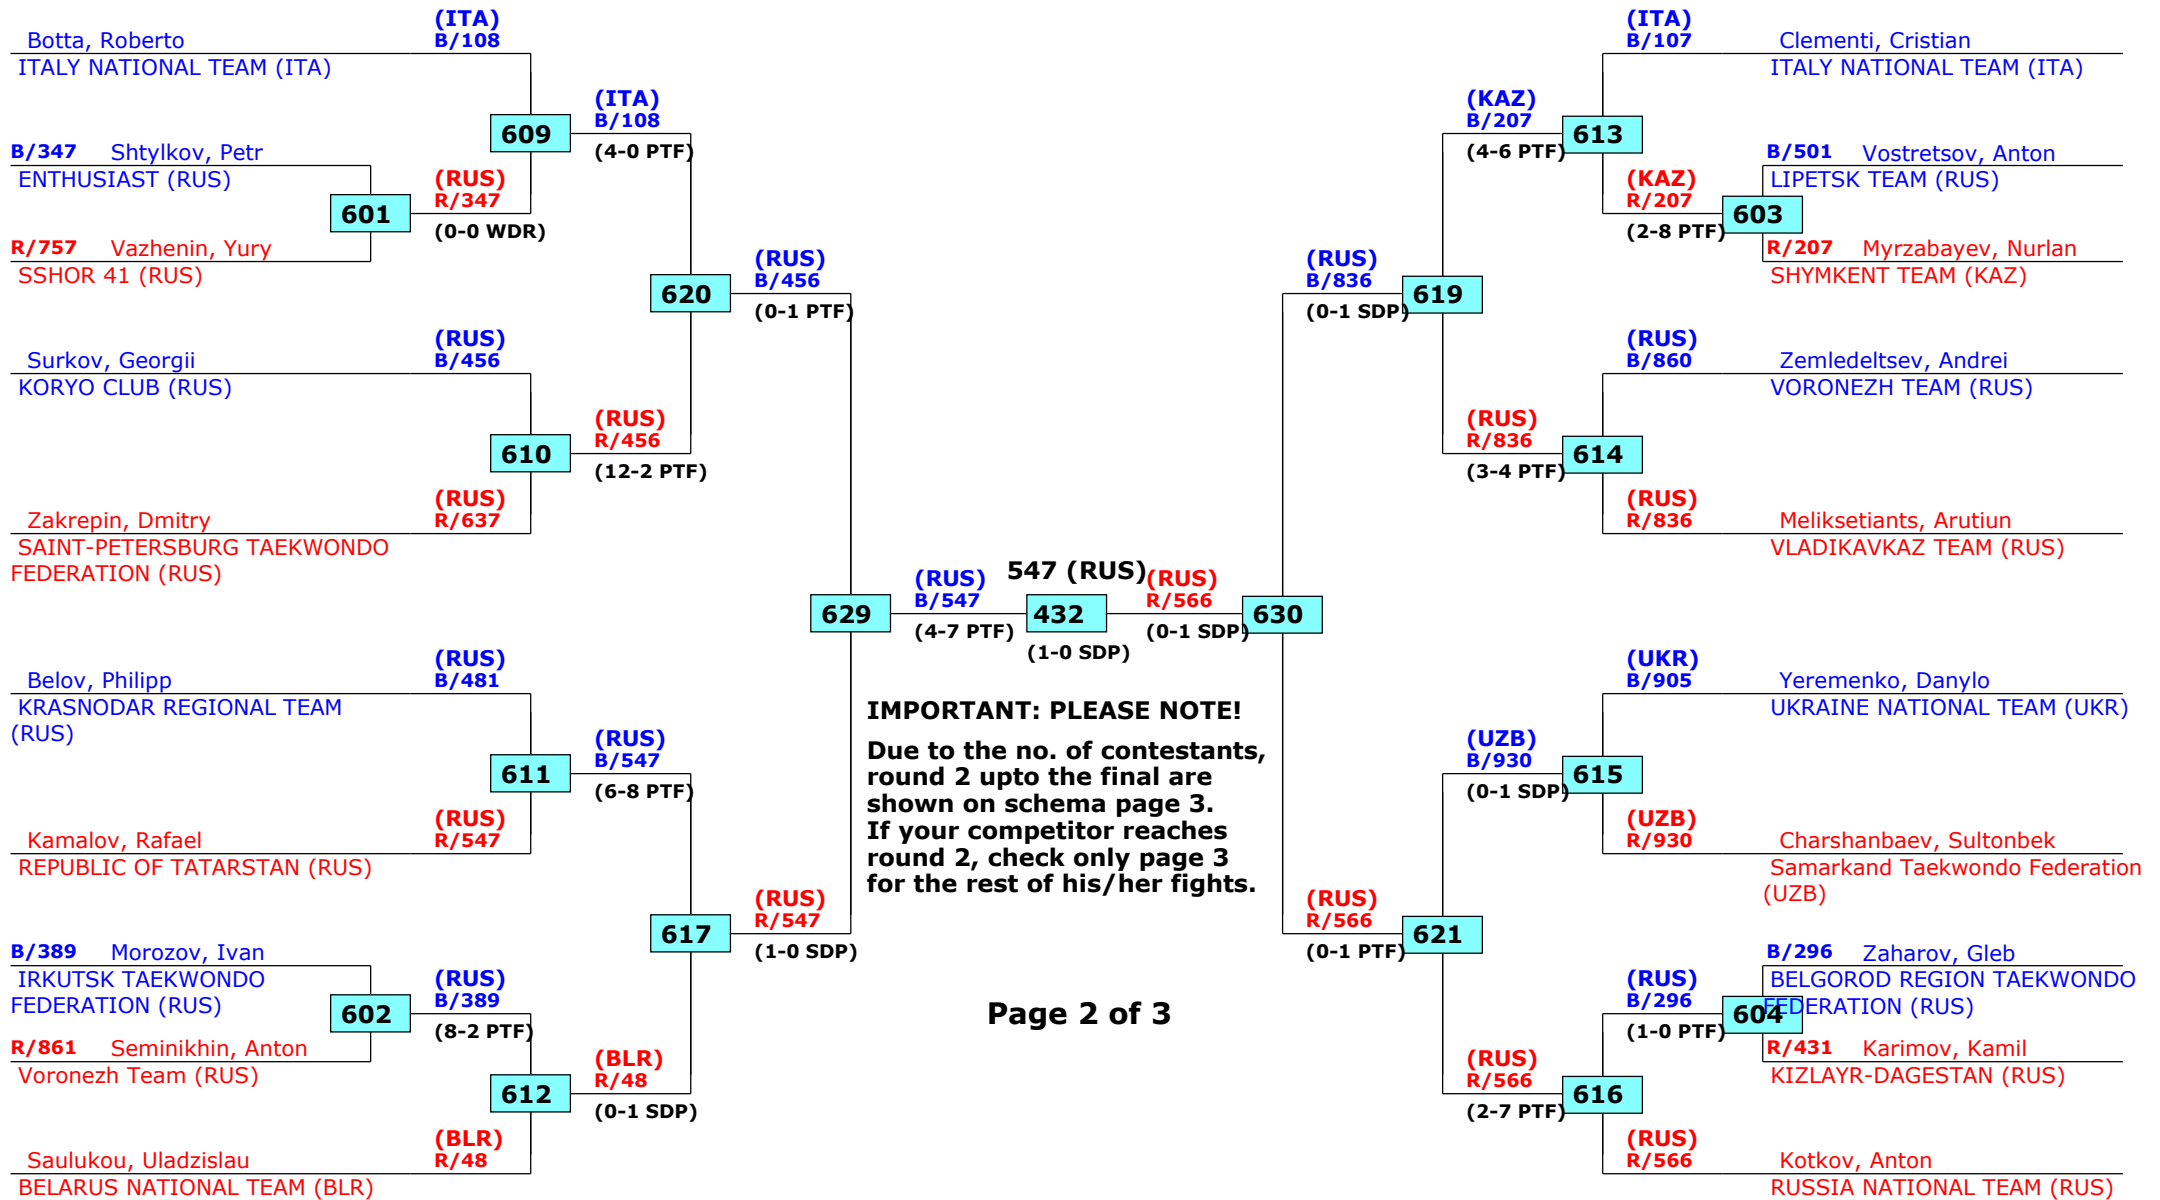 (ITA)
B/108
Botta, Roberto
ITALY NATIONAL TEAM (ITA)
B/347 Shtylkov, Petr
ENTHUSIAST (RUS)
601
(RUS)
R/347
(0-0 WDR)
R/757 Vazhenin, Yury
SSHOR 41 (RUS)
609
(ITA)
B/108
(4-0 PTF)
Surkov, Georgii
KORYO CLUB (RUS)
(RUS)
B/456
610
(RUS)
R/456
(12-2 PTF)
Zakrepin, Dmitry
SAINT-PETERSBURG TAEKWONDO
FEDERATION (RUS)
(RUS)
R/637
620
(RUS)
B/456
(0-1 PTF)
Belov, Philipp
KRASNODAR REGIONAL TEAM
(RUS)
(RUS)
B/481
611
(RUS)
B/547
(6-8 PTF)
Kamalov, Rafael
REPUBLIC OF TATARSTAN (RUS)
(RUS)
R/547
B/389 Morozov, Ivan
IRKUTSK TAEKWONDO
FEDERATION (RUS)
602
(RUS)
B/389
(8-2 PTF)
R/861 Seminikhin, Anton
Voronezh Team (RUS)
612
(BLR)
R/48
(0-1 SDP)
Saulukou, Uladzislau
BELARUS NATIONAL TEAM (BLR)
(BLR)
R/48
617
(RUS)
R/547
(1-0 SDP)
629
(RUS)
B/547
(4-7 PTF)
547 (RUS)
432
(1-0 SDP)
(RUS)
R/566
(0-1 SDP)
630
IMPORTANT: PLEASE NOTE!
Due to the no. of contestants,
round 2 upto the final are
shown on schema page 3.
If your competitor reaches
round 2, check only page 3
for the rest of his/her fights.
Page 2 of 3
(ITA)
B/107
Clementi, Cristian
ITALY NATIONAL TEAM (ITA)
(KAZ)
B/207
(4-6 PTF)
613
B/501 Vostretsov, Anton
LIPETSK TEAM (RUS)
(KAZ)
R/207
(2-8 PTF)
603
R/207 Myrzabayev, Nurlan
SHYMKENT TEAM (KAZ)
(RUS)
B/836
(0-1 SDP)
619
(RUS)
B/860
Zemledeltsev, Andrei
VORONEZH TEAM (RUS)
(RUS)
R/836
(3-4 PTF)
614
(RUS)
R/836
Meliksetiants, Arutiun
VLADIKAVKAZ TEAM (RUS)
(UKR)
B/905
Yeremenko, Danylo
UKRAINE NATIONAL TEAM (UKR)
(UZB)
B/930
(0-1 SDP)
615
(UZB)
R/930
Charshanbaev, Sultonbek
Samarkand Taekwondo Federation
(UZB)
(RUS)
R/566
(0-1 PTF)
621
B/296 Zaharov, Gleb
BELGOROD REGION TAEKWONDO
FEDERATION (RUS)
(RUS)
B/296
(1-0 PTF)
604
R/431 Karimov, Kamil
KIZLAYR-DAGESTAN (RUS)
(RUS)
R/566
(2-7 PTF)
616
(RUS)
R/566
Kotkov, Anton
RUSSIA NATIONAL TEAM (RUS)